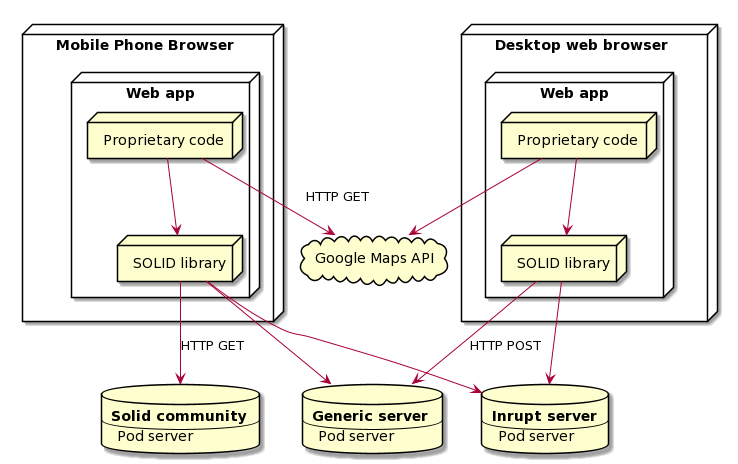 Mobile Phone Browser
Web app
Proprietary code
SOLID library
Desktop web browser
Web app
Proprietary code
SOLID library
HTTP GET
Google Maps API
HTTP GET
HTTP POST
Solid community
Pod server
Generic server
Pod server
Inrupt server
Pod server